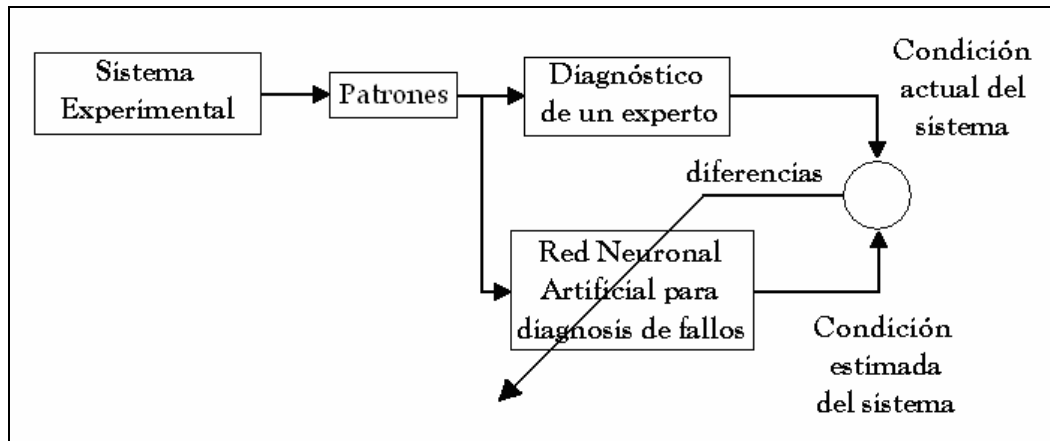 Sistema
Experimental
Patrones
Diagnóstico
de un experto
Condición
actual del
sistema
diferencias
Red Neuronal
Artificial para
diagnosis de fallos
Condición
estimada
del sistema